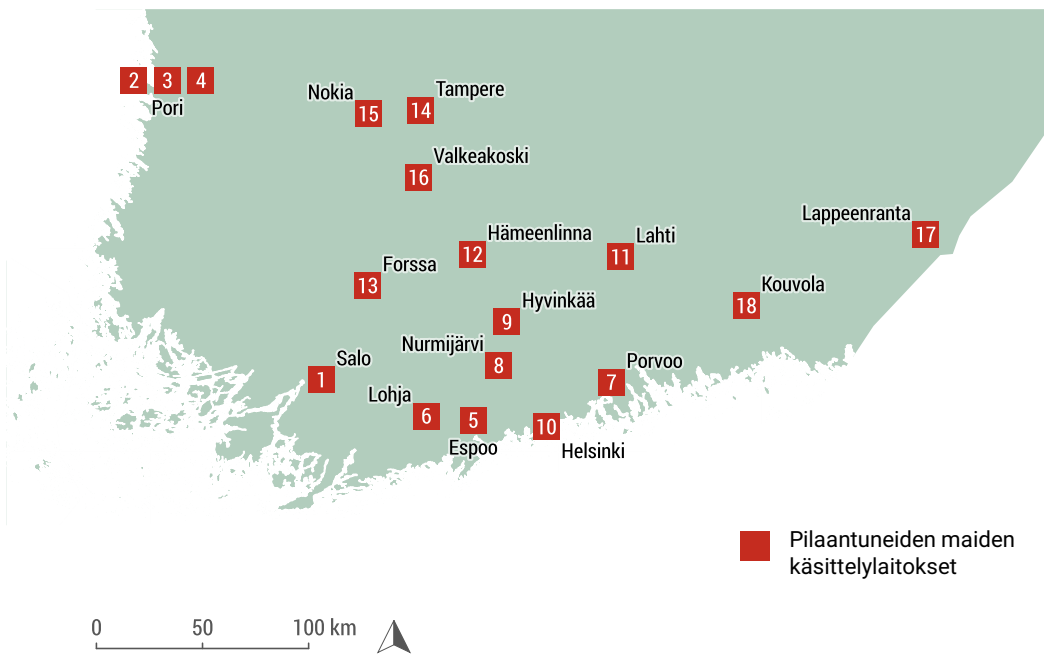 2 3 4
Pori
Nokia
15
Tampere
14
Valkeakoski
16
Lappeenranta
17
Hämeenlinna
12
Lahti
11
Forssa
13
Kouvola
18
Hyvinkää
9
Nurmijärvi
8
Salo
1
Porvoo
7
Lohja
6
5
Espoo
10
Helsinki
Pilaantuneiden maiden
käsittelylaitokset
0 50 100 km